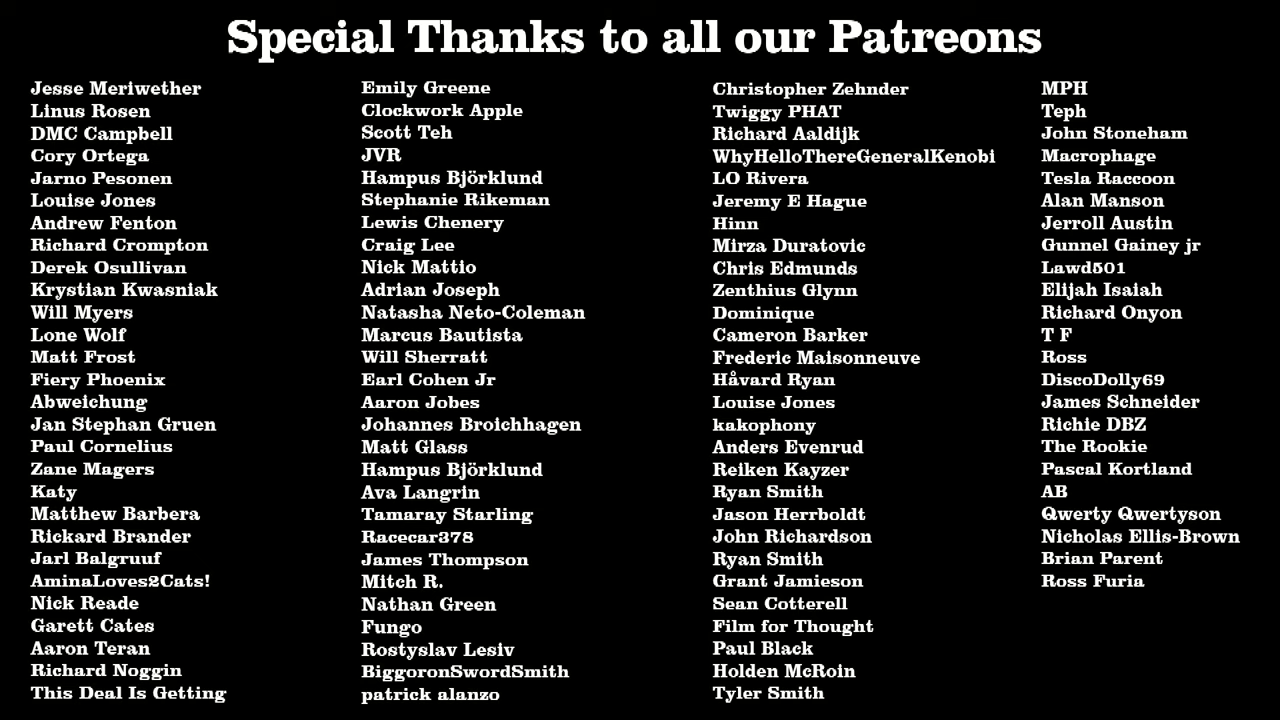 Special Thanks to all our Patreons
Jesse Meriwether
Linus Rosen
DMC Campbell
Cory Ortega
Jarno Pesonen
Louise Jones
Andrew Fenton
Richard Crompton
Derek Osullivan
Krystian Kwasniak
Will Myers
Lone Wolf
Matt Frost
Fiery Phoenix
Abweichung
Jan Stephan Gruen
Paul Cornelius
Zane Magers
Katy
Matthew Barbera
Rickard Brander
Jarl Balgruuf
AminaLoves2Cats!
Nick Reade
Garett Cates
Aaron Teran
Richard Noggin
This Deal Is Getting
Emily Greene
Clockwork Apple
Scott Teh
JVR
Hampus Björklund
Stephanie Rikeman
Lewis Chenery
Craig Lee
Nick Mattio
Adrian Joseph
Natasha Neto-Coleman
Marcus Bautista
Will Sherratt
Earl Cohen Jr
Aaron Jobes
Johannes Broichhagen
Matt Glass
Hampus Björklund
Ava Langrin
Tamaray Starling
Racecar378
James Thompson
Mitch R.
Nathan Green
Fungo
Rostyslav Lesiv
BiggoronSwordSmith
patrick alanzo
Christopher Zehnder
Twiggy PHAT
Richard Aaldijk
WhyHelloThereGeneralKenobi
LO Rivera
Jeremy E Hague
Hinn
Mirza Duratovic
Chris Edmunds
Zenthius Glynn
Dominique
Cameron Barker
Frederic Maisonneuve
Håvard Ryan
Louise Jones
kakophony
Anders Evenrud
Reiken Kayzer
Ryan Smith
Jason Herrboldt
John Richardson
Ryan Smith
Grant Jamieson
Sean Cotterell
Film for Thought
Paul Black
Holden McRoin
Tyler Smith
MPH
Teph
John Stoneham
Macrophage
Tesla Raccoon
Alan Manson
Jerroll Austin
Gunnel Gainey jr
Lawd501
Elijah Isaiah
Richard Onyon
T F
Ross
DiscoDolly69
James Schneider
Richie DBZ
The Rookie
Pascal Kortland
AB
Qwerty Qwertyson
Nicholas Ellis-Brown
Brian Parent
Ross Furia